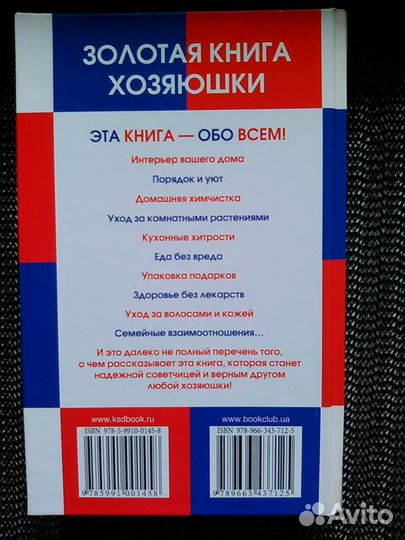 ЗОЛОТАЯ КНИГА
ХОЗЯЮШКИ
ЭТА КНИГА — ОБО ВСЕМ!
Интерьер вашего дома
Порядок и уют
Домашняя химчистка
Уход за комнатными растениями
Кухонные хитрости
Еда без вреда
Упаковка подарков
Здоровье без лекарств
Уход за волосами и кожей
Семейные взаимоотношения...
И это далеко не полный перечень того,
о чем рассказывает эта книга, которая станет
надежной советчицей и верным другом
любой хозяюшки!
www.ksdbook.ru
ISBN 978-5-9910-0145-8
9785991001458
www.bookclub.ua
ISBN 978-966-343-712-5
9789663437125
Avito